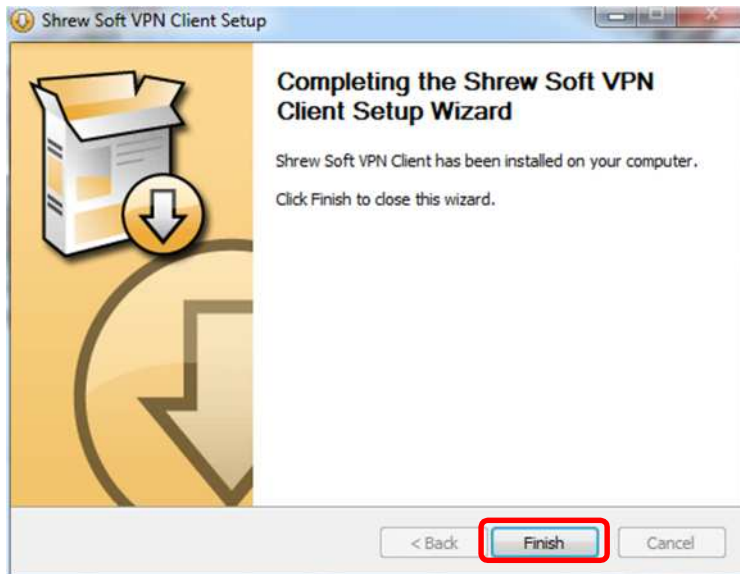 Shrew Soft VPN Client Setup
Completing the Shrew Soft VPN
Client Setup Wizard
Shrew Soft VPN Client has been installed on your computer.
Click Finish to close this wizard.
< Back
Finish
Cancel